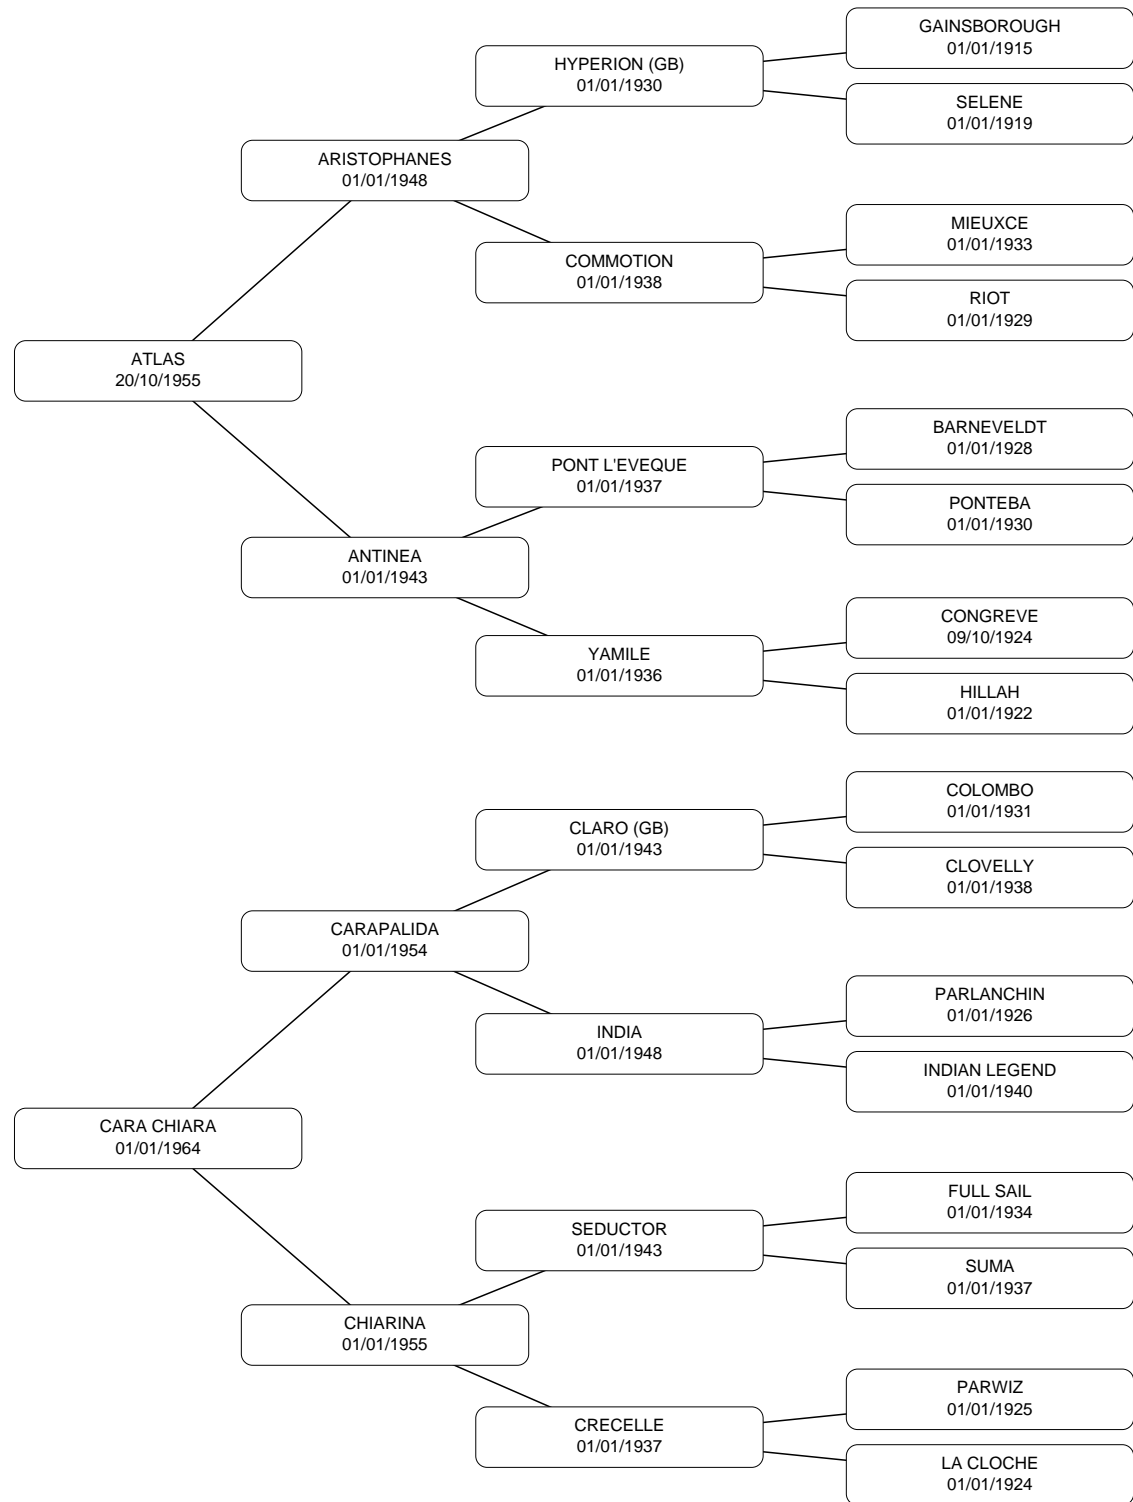 GAINSBOROUGH
01/01/1915
HYPERION (GB)
01/01/1930
SELENE
01/01/1919
ARISTOPHANES
01/01/1948
MIEUXCE
01/01/1933
COMMOTION
01/01/1938
RIOT
01/01/1929
ATLAS
20/10/1955
BARNEVELDT
01/01/1928
PONT L'EVEQUE
01/01/1937
PONTEBA
01/01/1930
ANTINEA
01/01/1943
CONGREVE
09/10/1924
YAMILE
01/01/1936
HILLAH
01/01/1922
COLOMBO
01/01/1931
CLARO (GB)
01/01/1943
CLOVELLY
01/01/1938
CARAPALIDA
01/01/1954
PARLANCHIN
01/01/1926
INDIA
01/01/1948
INDIAN LEGEND
01/01/1940
CARA CHIARA
01/01/1964
FULL SAIL
01/01/1934
SEDUCTOR
01/01/1943
SUMA
01/01/1937
CHIARINA
01/01/1955
PARWIZ
01/01/1925
CRECELLE
01/01/1937
LA CLOCHE
01/01/1924